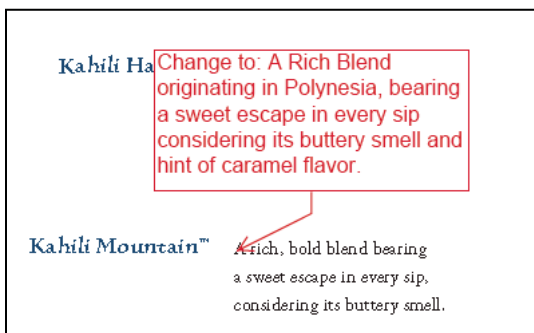 Kahili Ha
Change to: A Rich Blend
originating in Polynesia, bearing
a sweet escape in every sip
considering its buttery smell and
hint of caramel flavor.
Kahili Mountain™ A rich, bold blend bearing
a sweet escape in every sip,
considering its buttery smell.